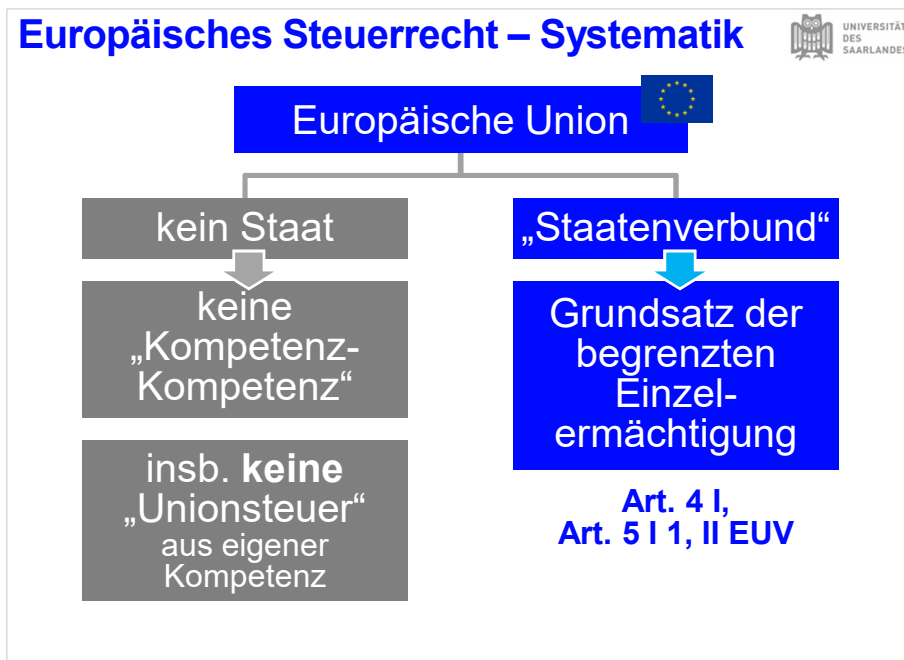 Europäisches Steuerrecht – Systematik
UNIVERSITÄT
DES
SAARLANDES
Europäische Union
kein Staat
keine
„Kompetenz-
Kompetenz“
insb. keine
„Unionsteuer“
aus eigener
Kompetenz
„Staatenverbund“
Grundsatz der
begrenzten
Einzel-
ermächtigung
Art. 4 I,
Art. 5 I 1, II EUV